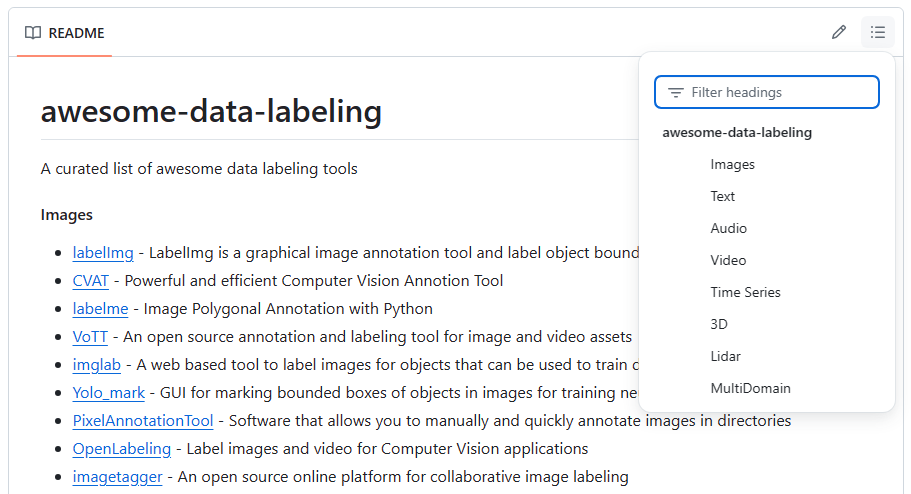 README
awesome-data-labeling
A curated list of awesome data labeling tools
Images
labelImg - LabelImg is a graphical image annotation tool and label object
CVAT - Powerful and efficient Computer Vision Annotion Tool
labelme - Image Polygonal Annotation with Python
VoTT - An open source annotation and labeling tool for image and video assets
imglab - A web based tool to label images for objects that can be used to train
Yolo_mark - GUI for marking bounded boxes of objects in images for training
PixelAnnotationTool - Software that allows you to manually and quickly annotate images in directories
OpenLabeling - Label images and video for Computer Vision applications
imagetagger - An open source online platform for collaborative image labeling
Filter headings
awesome-data-labeling
Images
Text
Audio
Video
Time Series
3D
Lidar
MultiDomain